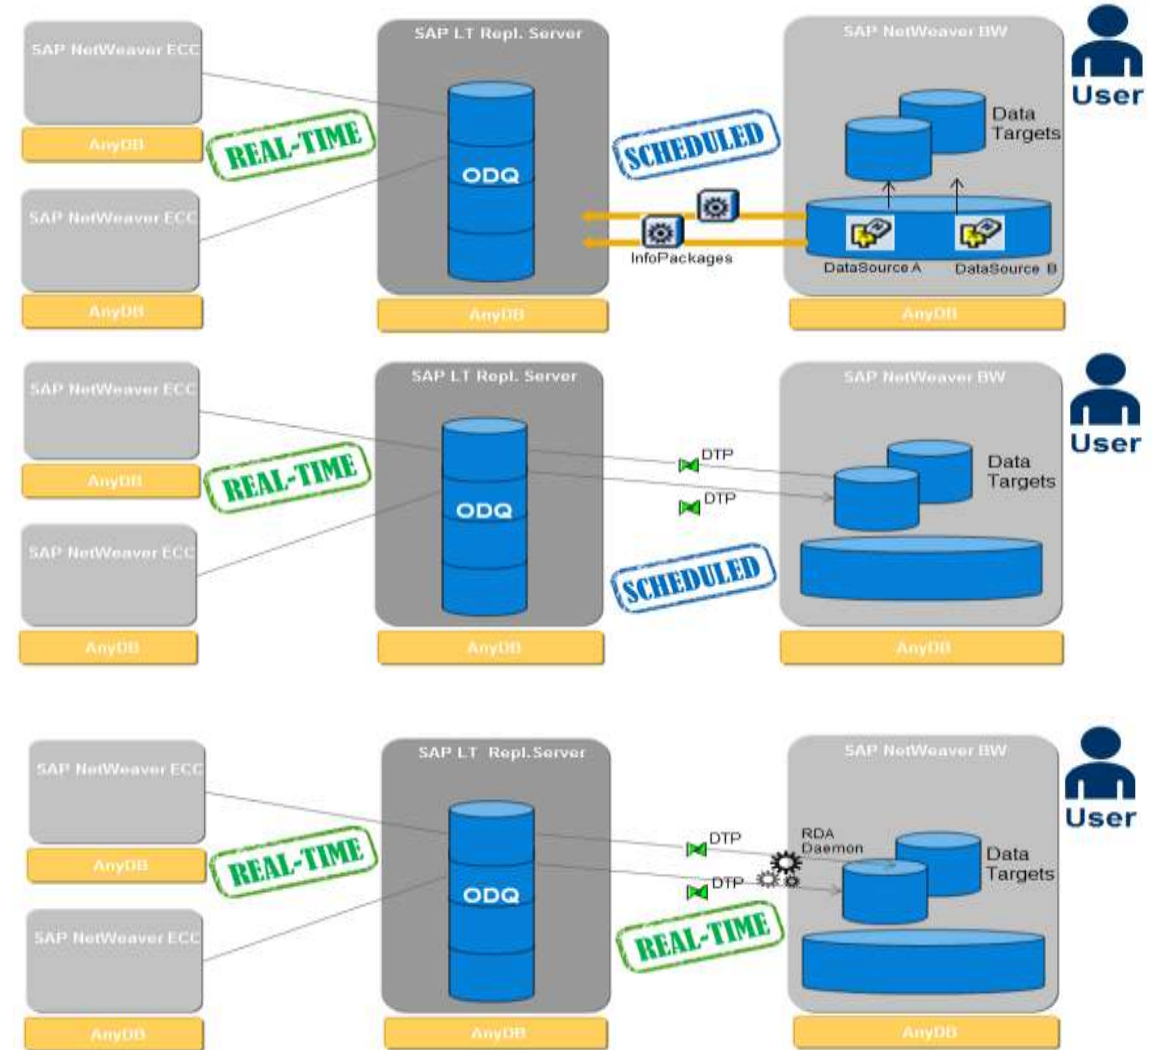 SAP NetWeaver ECC
AnyDB
SAP NetWeaver ECC
AnyDB
REAL-TIME
SAP LT Repl. Server
ODQ
AnyDB
SCHEDULED
InfoPackages
SAP NetWeaver BW
Data
Targets
DataSource A
DataSource B
AnyDB
User
SAP NetWeaver ECC
AnyDB
SAP NetWeaver ECC
AnyDB
REAL-TIME
SAP LT Repl. Server
ODQ
AnyDB
DTP
DTP
SCHEDULED
SAP NetWeaver BW
Data
Targets
AnyDB
User
SAP NetWeaver ECC
AnyDB
SAP NetWeaver ECC
AnyDB
REAL-TIME
SAP LT Repl.Server
ODQ
AnyDB
DTP
DTP
REAL-TIME
SAP NetWeaver BW
RDA
Daemon
Data
Targets
AnyDB
User